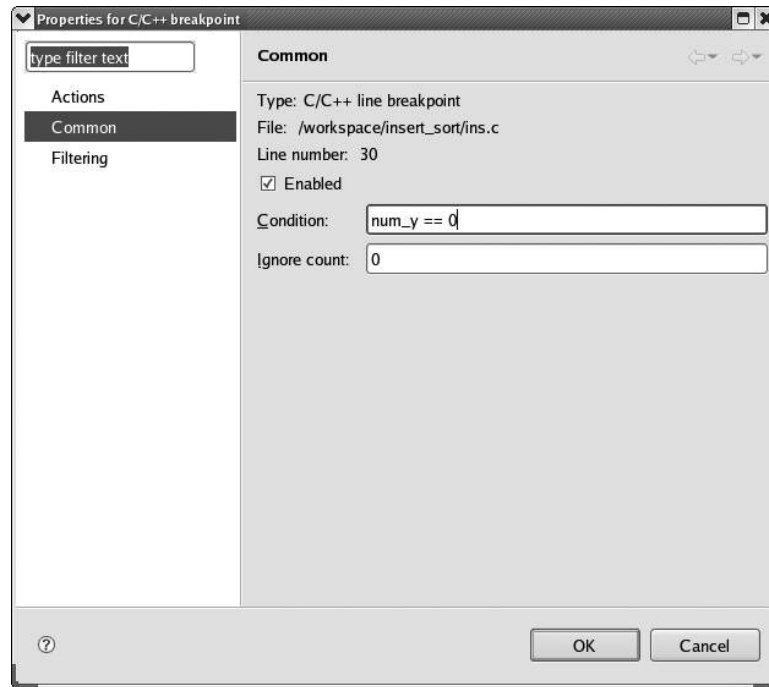 Properties for C/C++ breakpoint
type filter text
Actions
Common
Filtering
Common
Type: C/C++ line breakpoint
File: /workspace/insert_sort/ins.c
Line number: 30
Enabled
Condition: num_y == 0
Ignore count: 0
OK
Cancel